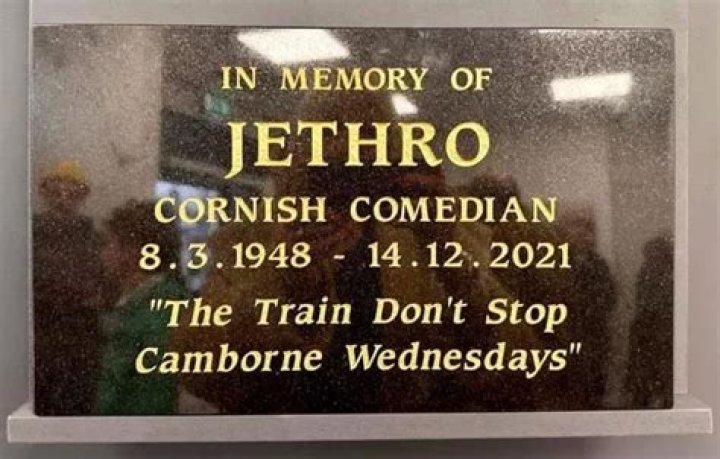 IN MEMORY OF
JETHRO
CORNISH COMEDIAN
8.3.1948 - 14.12.2021
"The Train Don't Stop
Camborne Wednesdays"